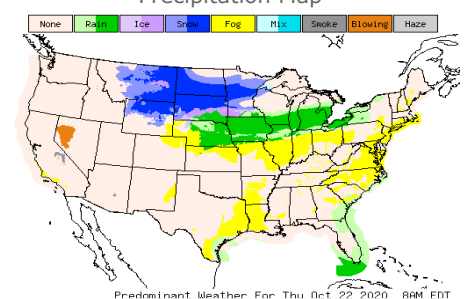 Precipitation Map
None Rain Ice Snow Fog Mix Smoke Blowing Haze
Predominant Weather For Thu Oct 22 2020 8AM EDT